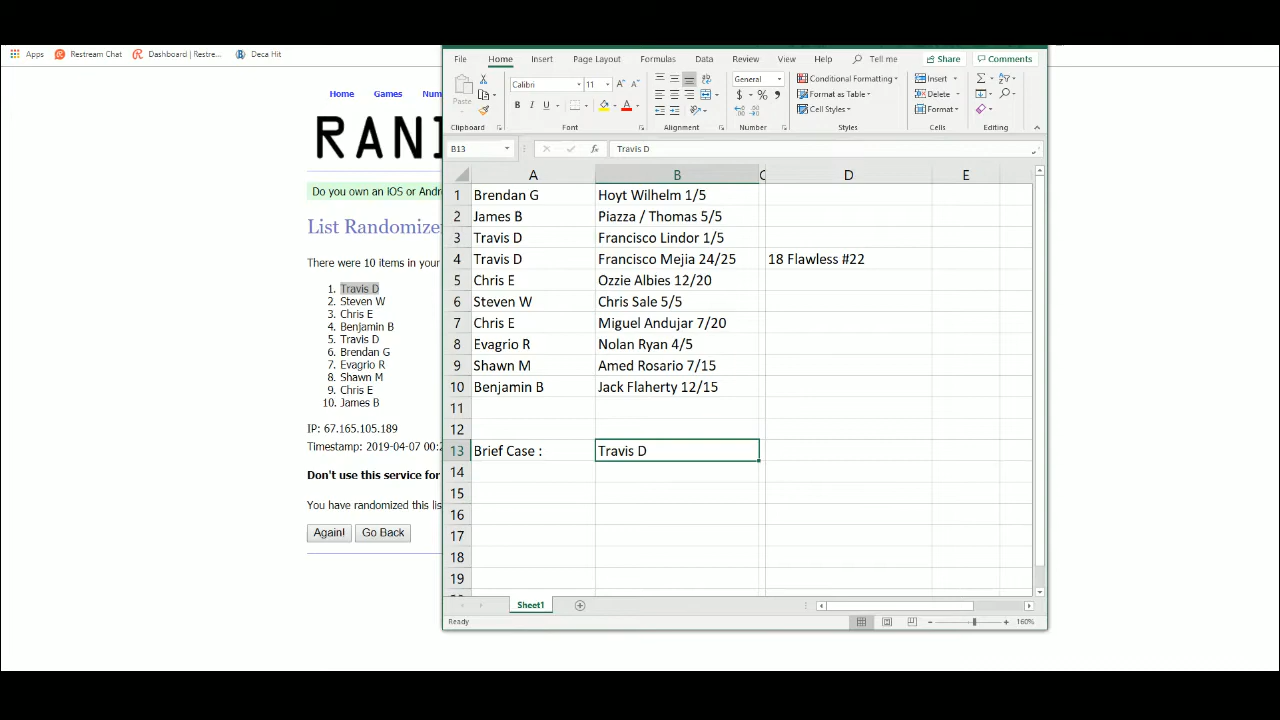 Apps Restream Chat Dashboard | Restre... Deca Hit
Home Games Num
RAN
Do you own an iOS or Andr
List Randomize
There were 10 items in your
1. Travis D
2. Steven W
3. Chris E
4. Benjamin B
5. Travis D
6. Brendan G
7. Evagrio R
8. Shawn M
9. Chris E
10. James B
IP: 67.165.105.189
Timestamp: 2019-04-07 00:2
Don't use this service for
You have randomized this lis
Again! Go Back
File Home Insert Page Layout Formulas Data Review View Help Tell me Share Comments
Paste
Calibri 11
B I U A
General
$ % 9
Conditional Formatting
Format as Table
Cell Styles
Insert
Delete
Format
Clipboard Font Alignment Number Styles Cells Editing
B13 fx Travis D
A B C D E
1 Brendan G Hoyt Wilhelm 1/5
2 James B Piazza / Thomas 5/5
3 Travis D Francisco Lindor 1/5
4 Travis D Francisco Mejia 24/25 18 Flawless #22
5 Chris E Ozzie Albies 12/20
6 Steven W Chris Sale 5/5
7 Chris E Miguel Andujar 7/20
8 Evagrio R Nolan Ryan 4/5
9 Shawn M Amed Rosario 7/15
10 Benjamin B Jack Flaherty 12/15
11
12
13 Brief Case : Travis D
14
15
16
17
18
19
Sheet1
Ready 160%